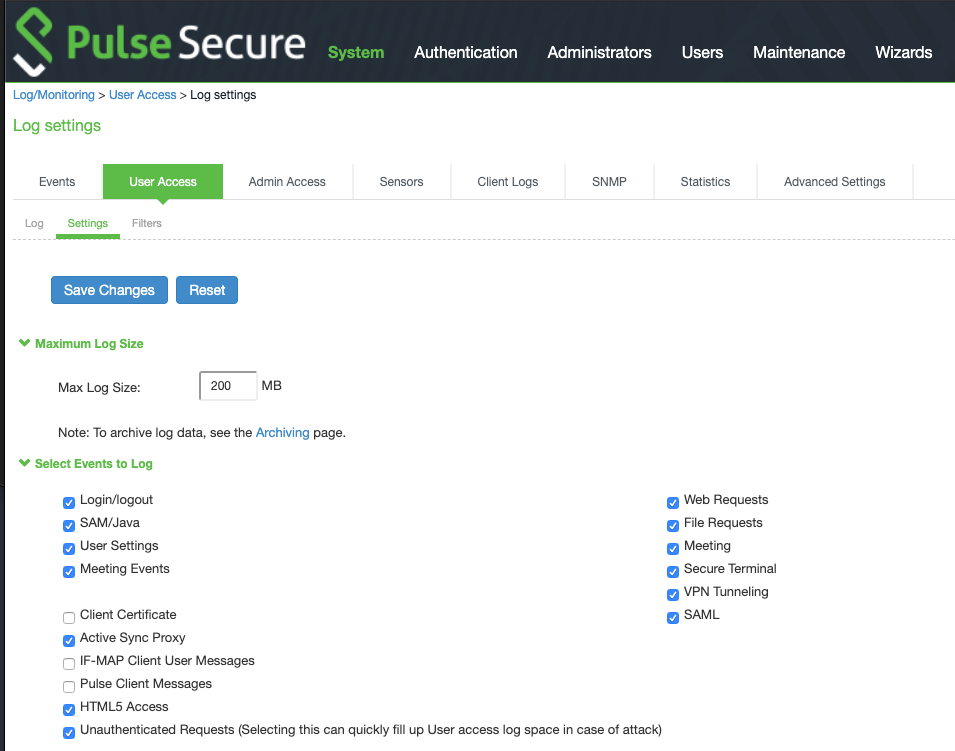 Pulse Secure
System Authentication Administrators Users Maintenance Wizards
Log/Monitoring > User Access > Log settings
Log settings
Events User Access Admin Access Sensors Client Logs SNMP Statistics Advanced Settings
Log Settings Filters
Save Changes Reset
Maximum Log Size
Max Log Size: 200 MB
Note: To archive log data, see the Archiving page.
Select Events to Log
Login/logout Web Requests
SAM/Java File Requests
User Settings Meeting
Meeting Events Secure Terminal
VPN Tunneling
Client Certificate SAML
Active Sync Proxy
IF-MAP Client User Messages
Pulse Client Messages
HTML5 Access
Unauthenticated Requests (Selecting this can quickly fill up User access log space in case of attack)